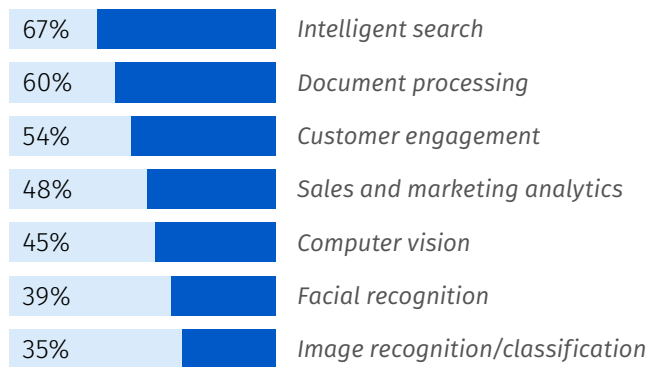 67% Intelligent search
60% Document processing
54% Customer engagement
48% Sales and marketing analytics
45% Computer vision
39% Facial recognition
35% Image recognition/classification